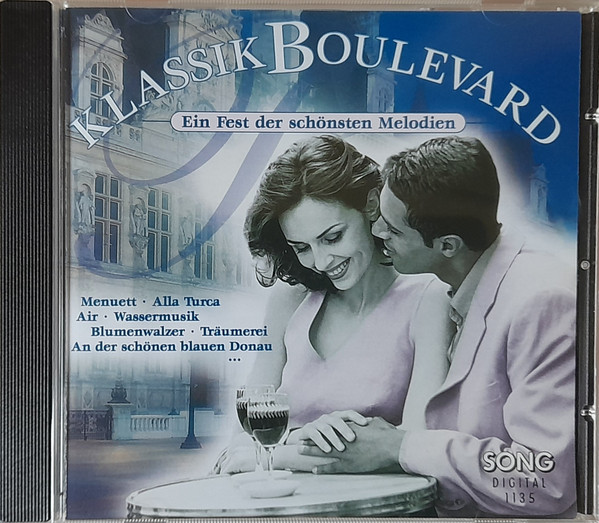 KLASSIK BOULEVARD
Ein Fest der schönsten Melodien
Menuett · Alla Turca
Air · Wassermusik
Blumenwalzer · Träumerei
An der schönen blauen Donau
...
SONG
DIGITAL
1135